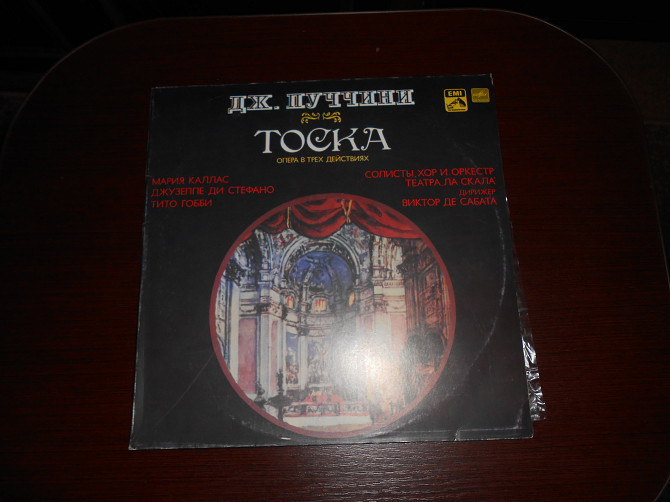 ДЖ. ПУЧЧИНИ
EMI
ТОСКА
ОПЕРА В ТРЕХ ДЕЙСТВИЯХ
МАРИЯ КАЛЛАС
ДЖУЗЕППЕ ДИ СТЕФАНО
ТИТО ГОББИ
СОЛИСТЫ, ХОР И ОРКЕСТР
ТЕАТРА ЛА СКАЛА
ДИРИЖЕР
ВИКТОР ДЕ САБАТА